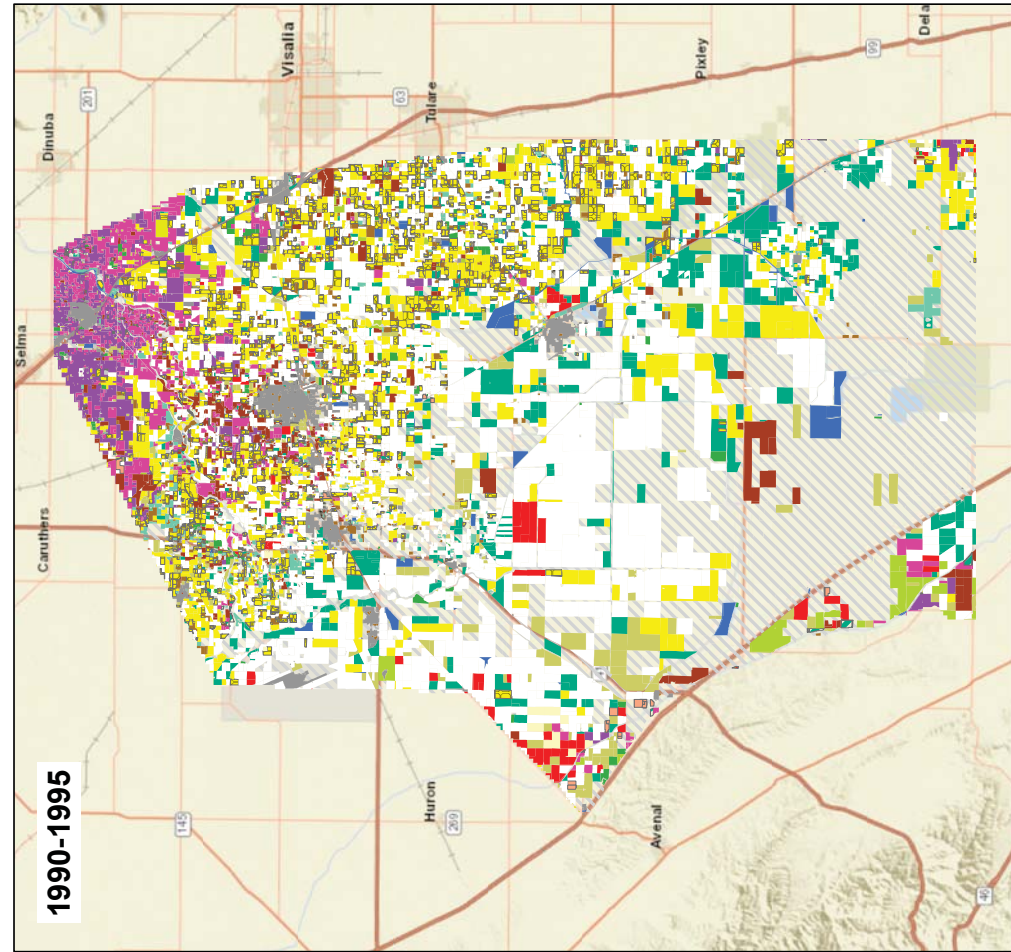 1990-1995
Selma
Dinuba
201
Caruthers
145
Visalia
Huron
269
63
Tulare
Avenal
41
Pixley
99
46
Dela